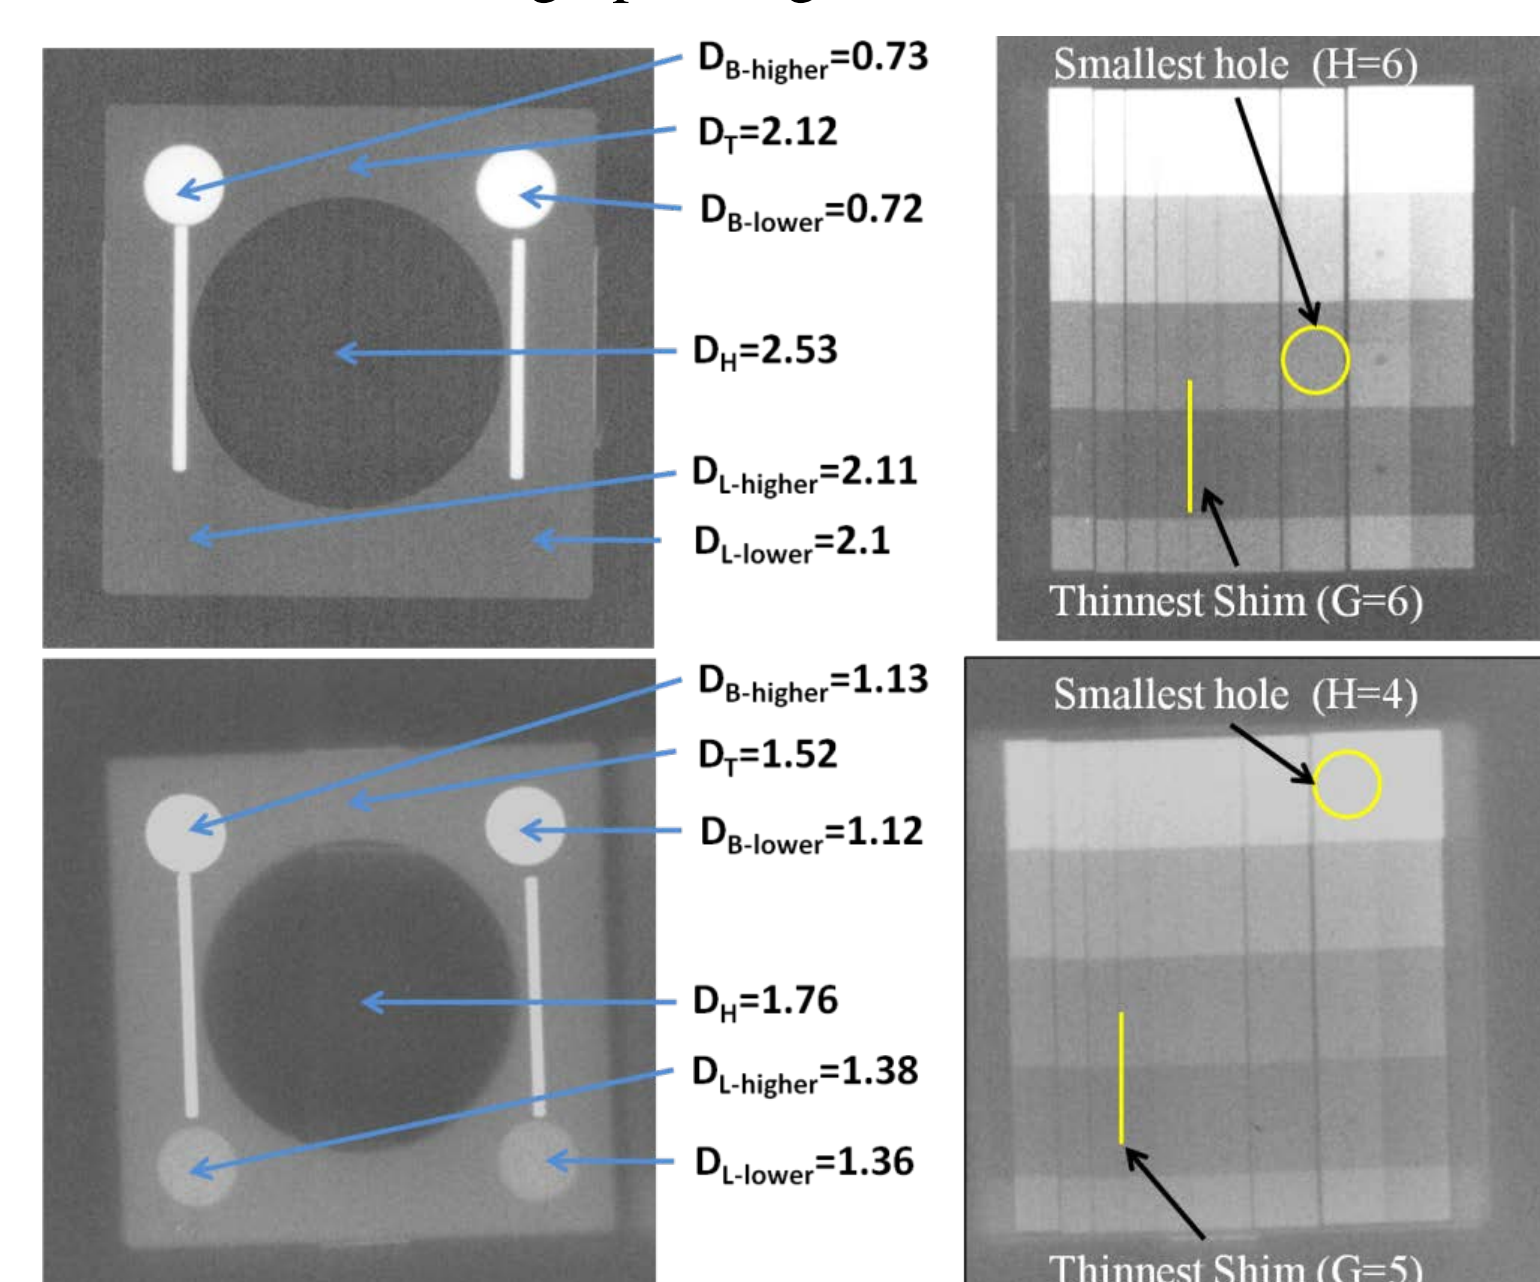 D_B-higher=0.73
D_T=2.12
D_B-lower=0.72
D_H=2.53
D_L-higher=2.11
D_L-lower=2.1
Smallest hole (H=6)
Thinnest Shim (G=6)
D_B-higher=1.13
D_T=1.52
D_B-lower=1.12
D_H=1.76
D_L-higher=1.38
D_L-lower=1.36
Smallest hole (H=4)
Thinnest Shim (G=5)